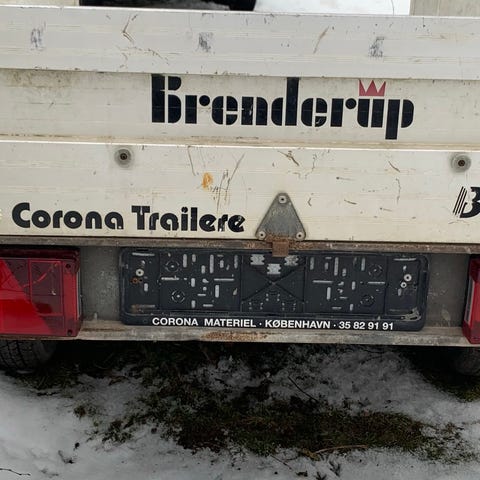 Brenderup
Corona Trailere
B
CORONA MATERIEL · KØBENHAVN · 35 82 91 91